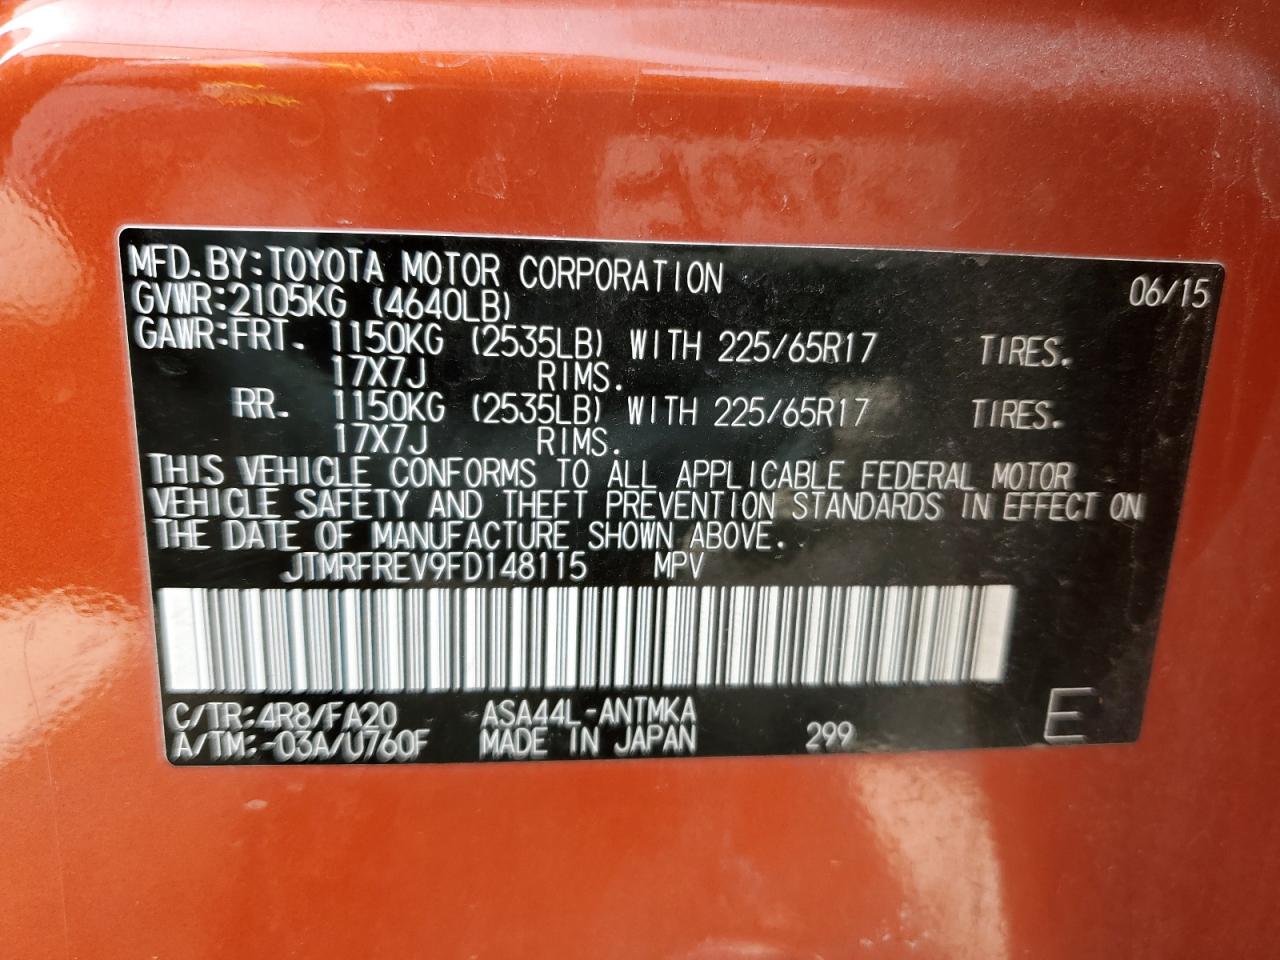 MFD. BY:TOYOTA MOTOR CORPORATION 06/15
GVWR:2105KG (4640LB)
GAWR:FRT. 1150KG (2535LB) WITH 225/65R17 TIRES.
17X7J RIMS.
RR. 1150KG (2535LB) WITH 225/65R17 TIRES.
17X7J RIMS.
THIS VEHICLE CONFORMS TO ALL APPLICABLE FEDERAL MOTOR
VEHICLE SAFETY AND THEFT PREVENTION STANDARDS IN EFFECT ON
THE DATE OF MANUFACTURE SHOWN ABOVE.
JTMRFREV9FD148115 MPV
C/TR:4R8/FA20 ASA44L-ANTMKA
A/TM:-03A/U760F MADE IN JAPAN 299 E